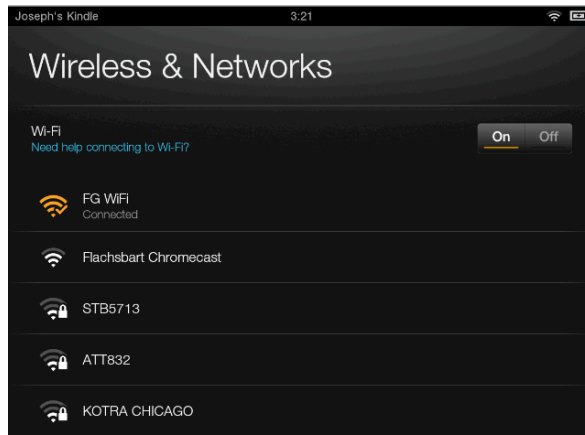 Joseph's Kindle 3:21
Wireless & Networks
Wi-Fi
Need help connecting to Wi-Fi?
On Off
FG WiFi
Connected
Flachsbart Chromecast
STB5713
ATT832
KOTRA CHICAGO